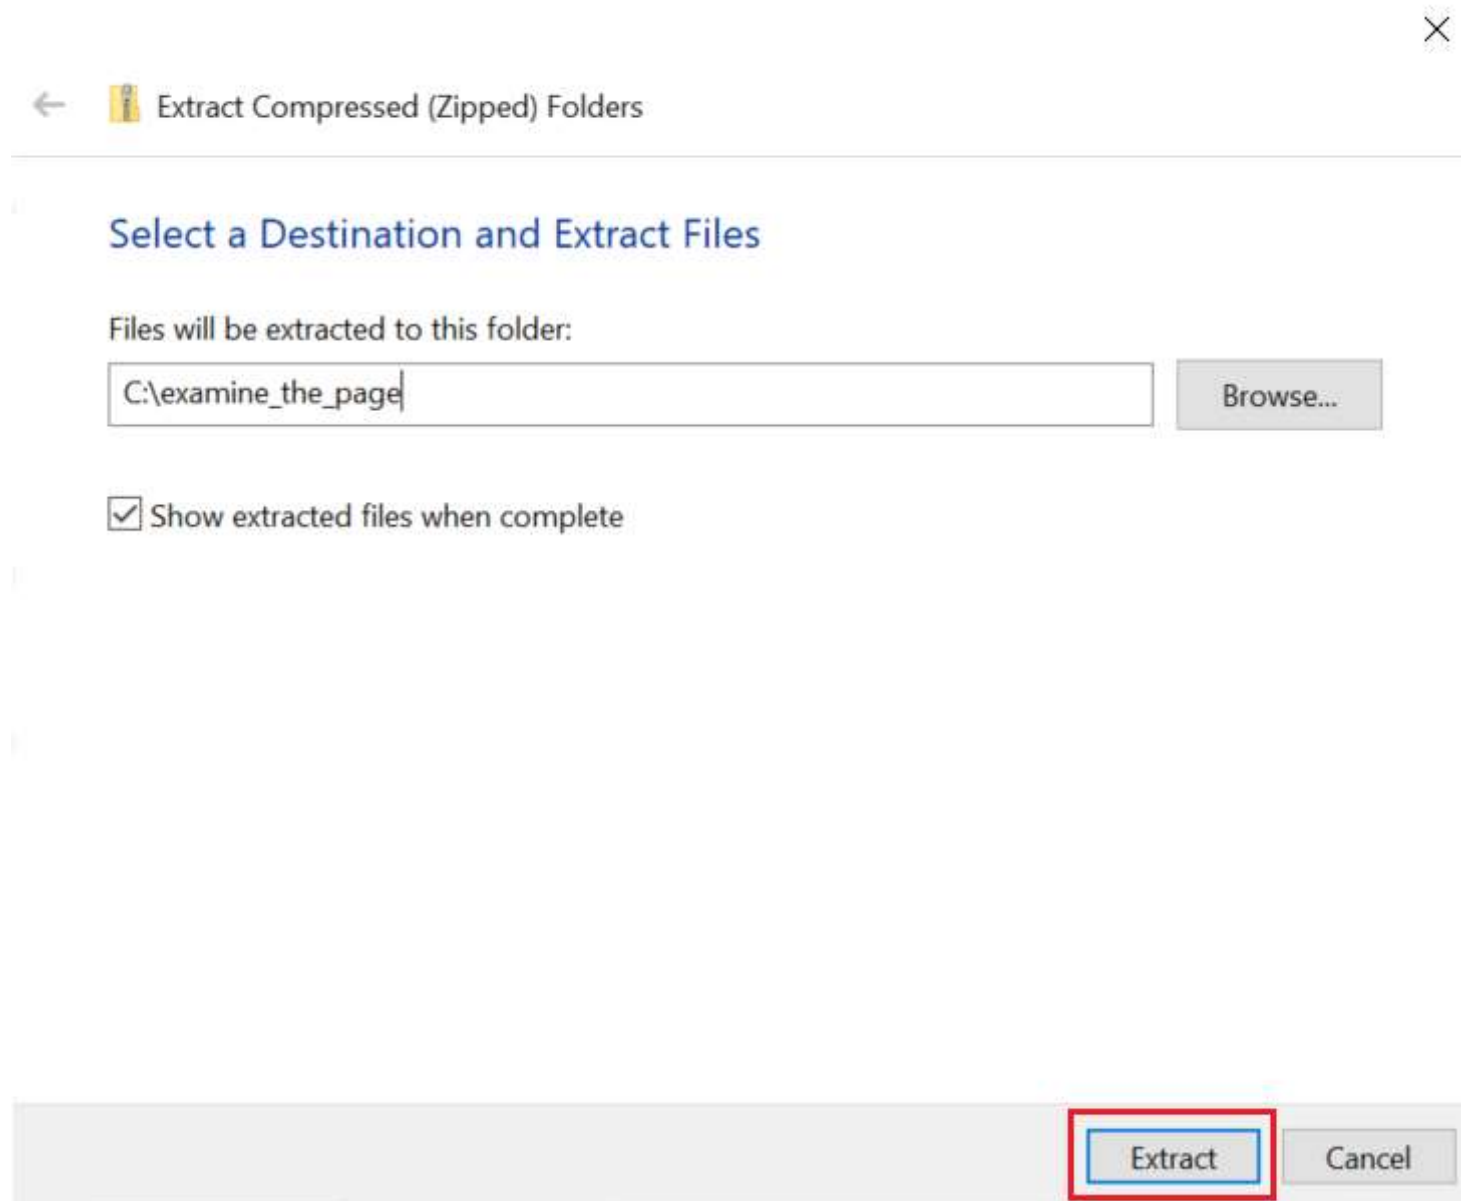 Extract Compressed (Zipped) Folders
Select a Destination and Extract Files
Files will be extracted to this folder:
C:\examine_the_page
Browse...
Show extracted files when complete
Extract
Cancel